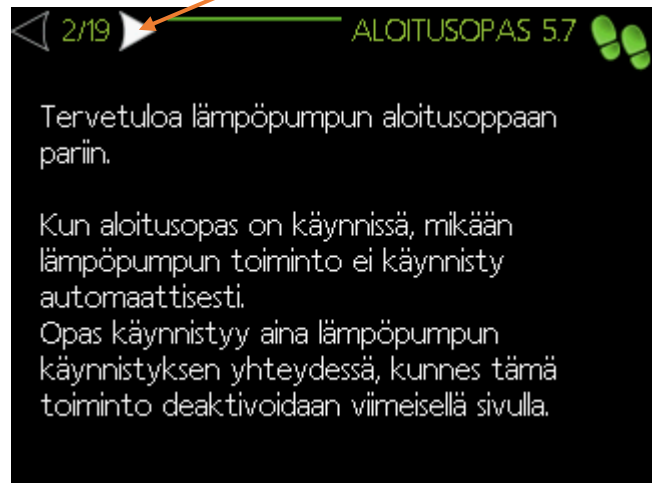 2/19 ALOITUSOPAS 5.7
Tervetuloa lämpöpumpun aloitusoppaan
pariin.
Kun aloitusopas on käynnissä, mikään
lämpöpumpun toiminto ei käynnisty
automaattisesti.
Opas käynnistyy aina lämpöpumpun
käynnistyksen yhteydessä, kunnes tämä
toiminto deaktivoidaan viimeisellä sivulla.